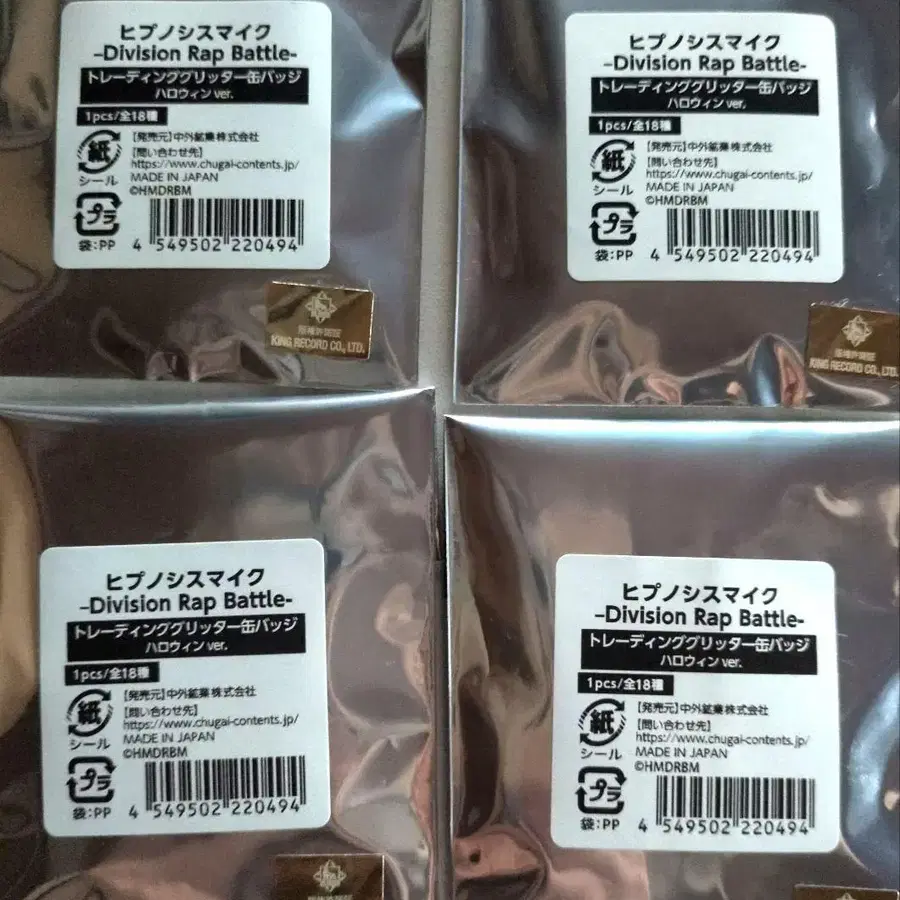 ヒプノシスマイク
-Division Rap Battle-
トレーディンググリッター缶バッジ
ハロウィン ver.
1pcs/全18種
紙
シール
プラ
袋:PP
【発売元】中外鉱業株式会社
【問い合わせ先】
https://www.chugai-contents.jp/
MADE IN JAPAN
©HMDRBM
4 549502 220494
版権許諾証
KING RECORD CO., LTD.
ヒプノシスマイク
-Division Rap Battle-
トレーディンググリッター缶バッジ
ハロウィン ver.
1pcs/全18種
紙
シール
プラ
袋:PP
【発売元】中外鉱業株式会社
【問い合わせ先】
https://www.chugai-contents.jp/
MADE IN JAPAN
©HMDRBM
4 549502 220494
版権許諾証
KING RECORD CO., LTD.
ヒプノシスマイク
-Division Rap Battle-
トレーディンググリッター缶バッジ
ハロウィン ver.
1pcs/全18種
紙
シール
プラ
袋:PP
【発売元】中外鉱業株式会社
【問い合わせ先】
https://www.chugai-contents.jp/
MADE IN JAPAN
©HMDRBM
4 549502 220494
ヒプノシスマイク
-Division Rap Battle-
トレーディンググリッター缶バッジ
ハロウィン ver.
1pcs/全18種
紙
シール
プラ
袋:PP
【発売元】中外鉱業株式会社
【問い合わせ先】
https://www.chugai-contents.jp/
MADE IN JAPAN
©HMDRBM
4 549502 220494